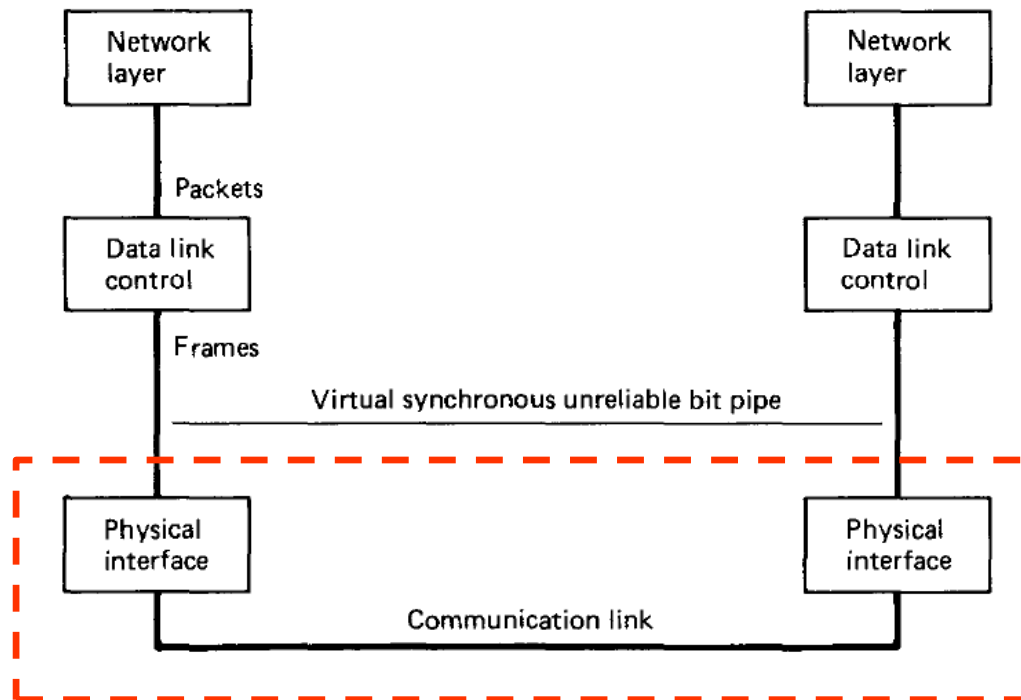 Network
layer
Network
layer
Packets
Data link
control
Data link
control
Frames
Virtual synchronous unreliable bit pipe
Physical
interface
Physical
interface
Communication link